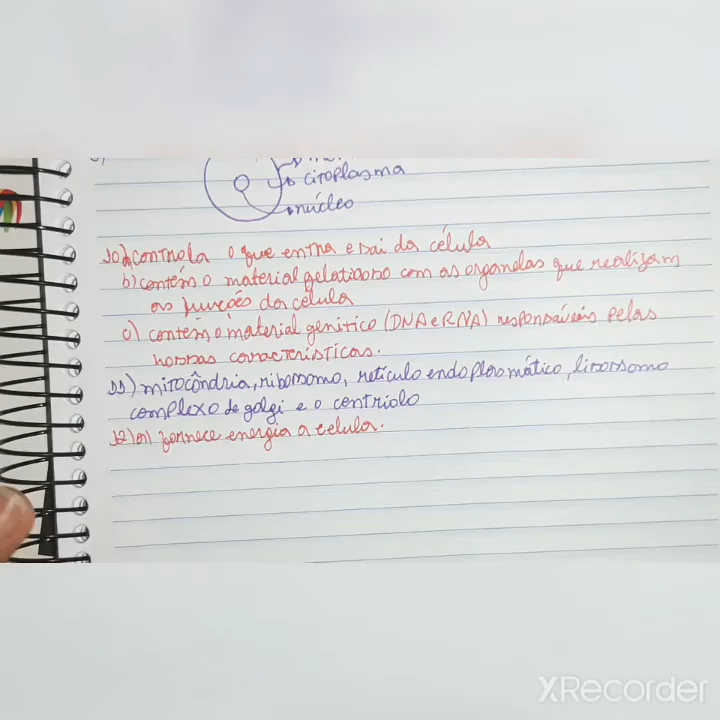 citoplasma
núcleo
10)a) controla o que entra e sai da célula
b) contém o material gelatinoso com as organelas que realizam
as funções da célula
c) contém o material genético (DNA e RNA) responsáveis pelas
nossas características.
11) mitocôndria, ribossomo, retículo endoplasmático, lisossomo
complexo de golgi e o centríolo
12)a) fornece energia a celula.
XRecorder